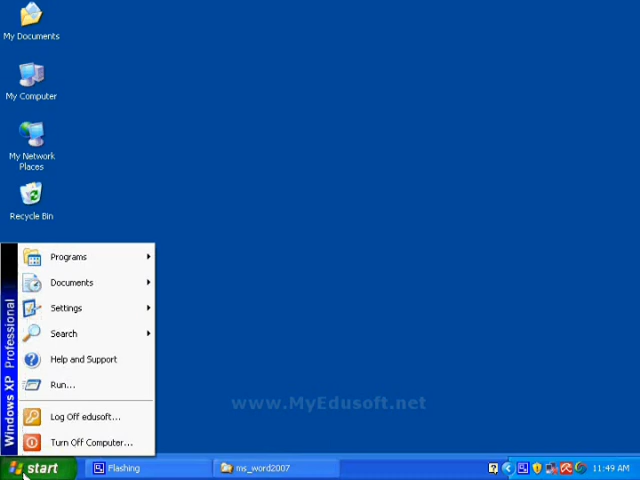 My Documents
My Computer
My Network
Places
Recycle Bin
Programs
Documents
Settings
Search
Help and Support
Run...
Log Off edusoft...
Turn Off Computer...
Windows XP Professional
www.MyEdusoft.net
start
Flashing
ms_word2007
11:49 AM